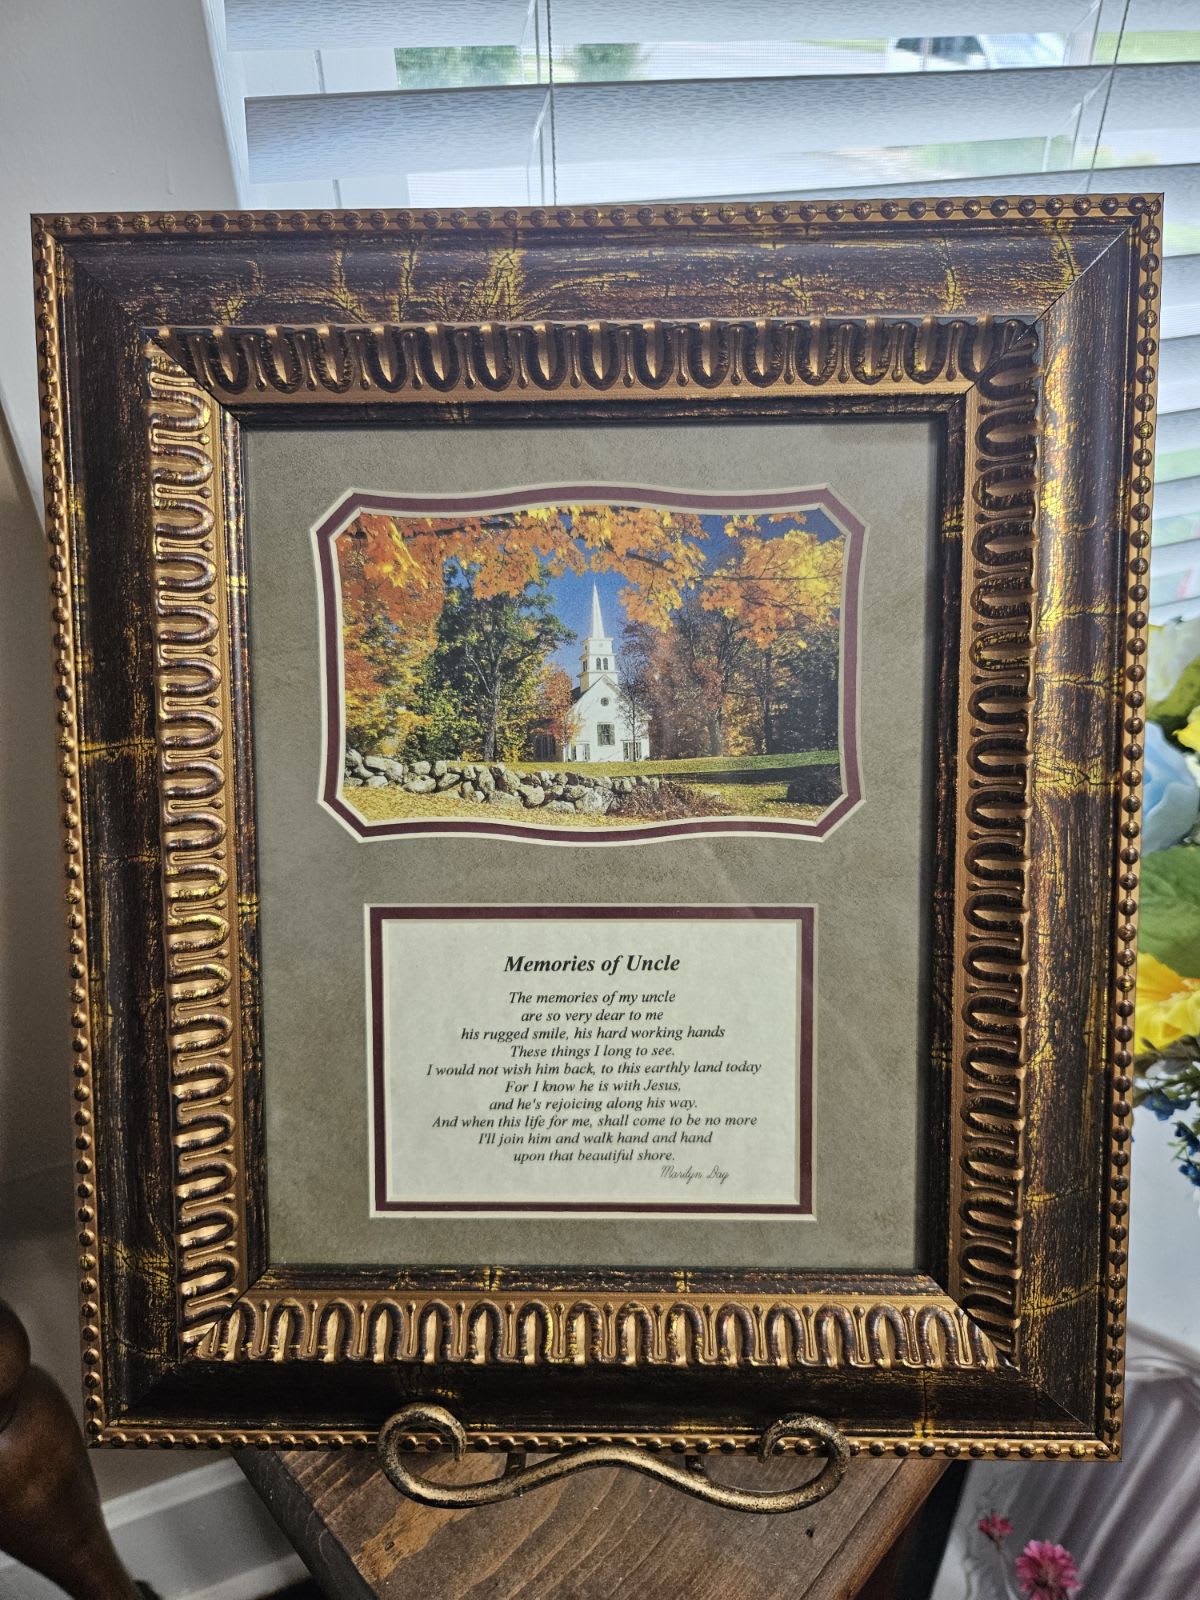 Memories of Uncle
The memories of my uncle
are so very dear to me
his rugged smile, his hard working hands
These things I long to see.
I would not wish him back, to this earthly land today
For I know he is with Jesus,
and he's rejoicing along his way.
And when this life for me, shall come to be no more
I'll join him and walk hand and hand
upon that beautiful shore.
Marilyn Day